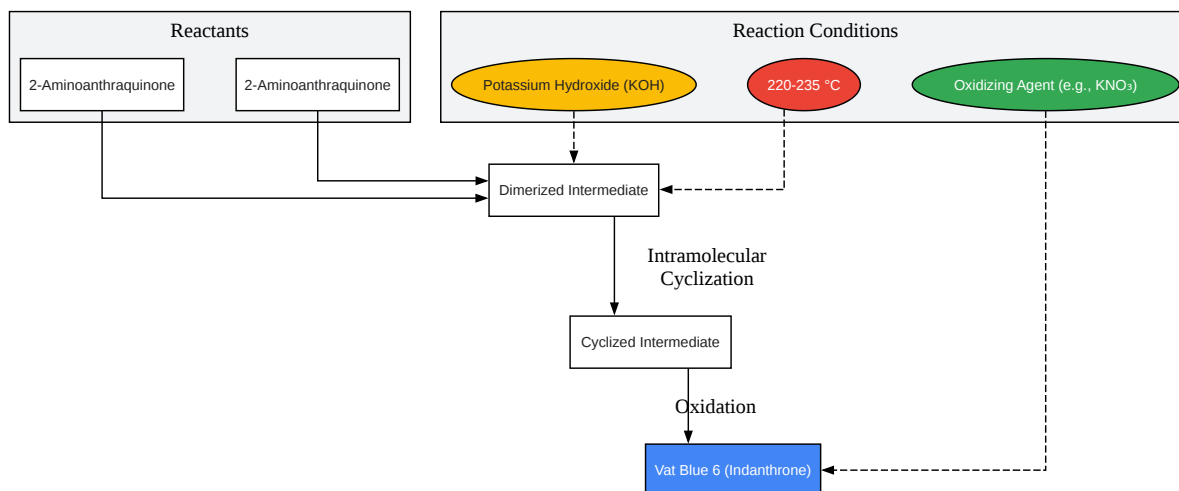 Reactants
Reaction Conditions
2-Aminoanthraquinone
2-Aminoanthraquinone
Potassium Hydroxide (KOH)
220-235 °C
Oxidizing Agent (e.g., KNO₃)
Dimerized Intermediate
Intramolecular
Cyclization
Cyclized Intermediate
Oxidation
Vat Blue 6 (Indanthrone)